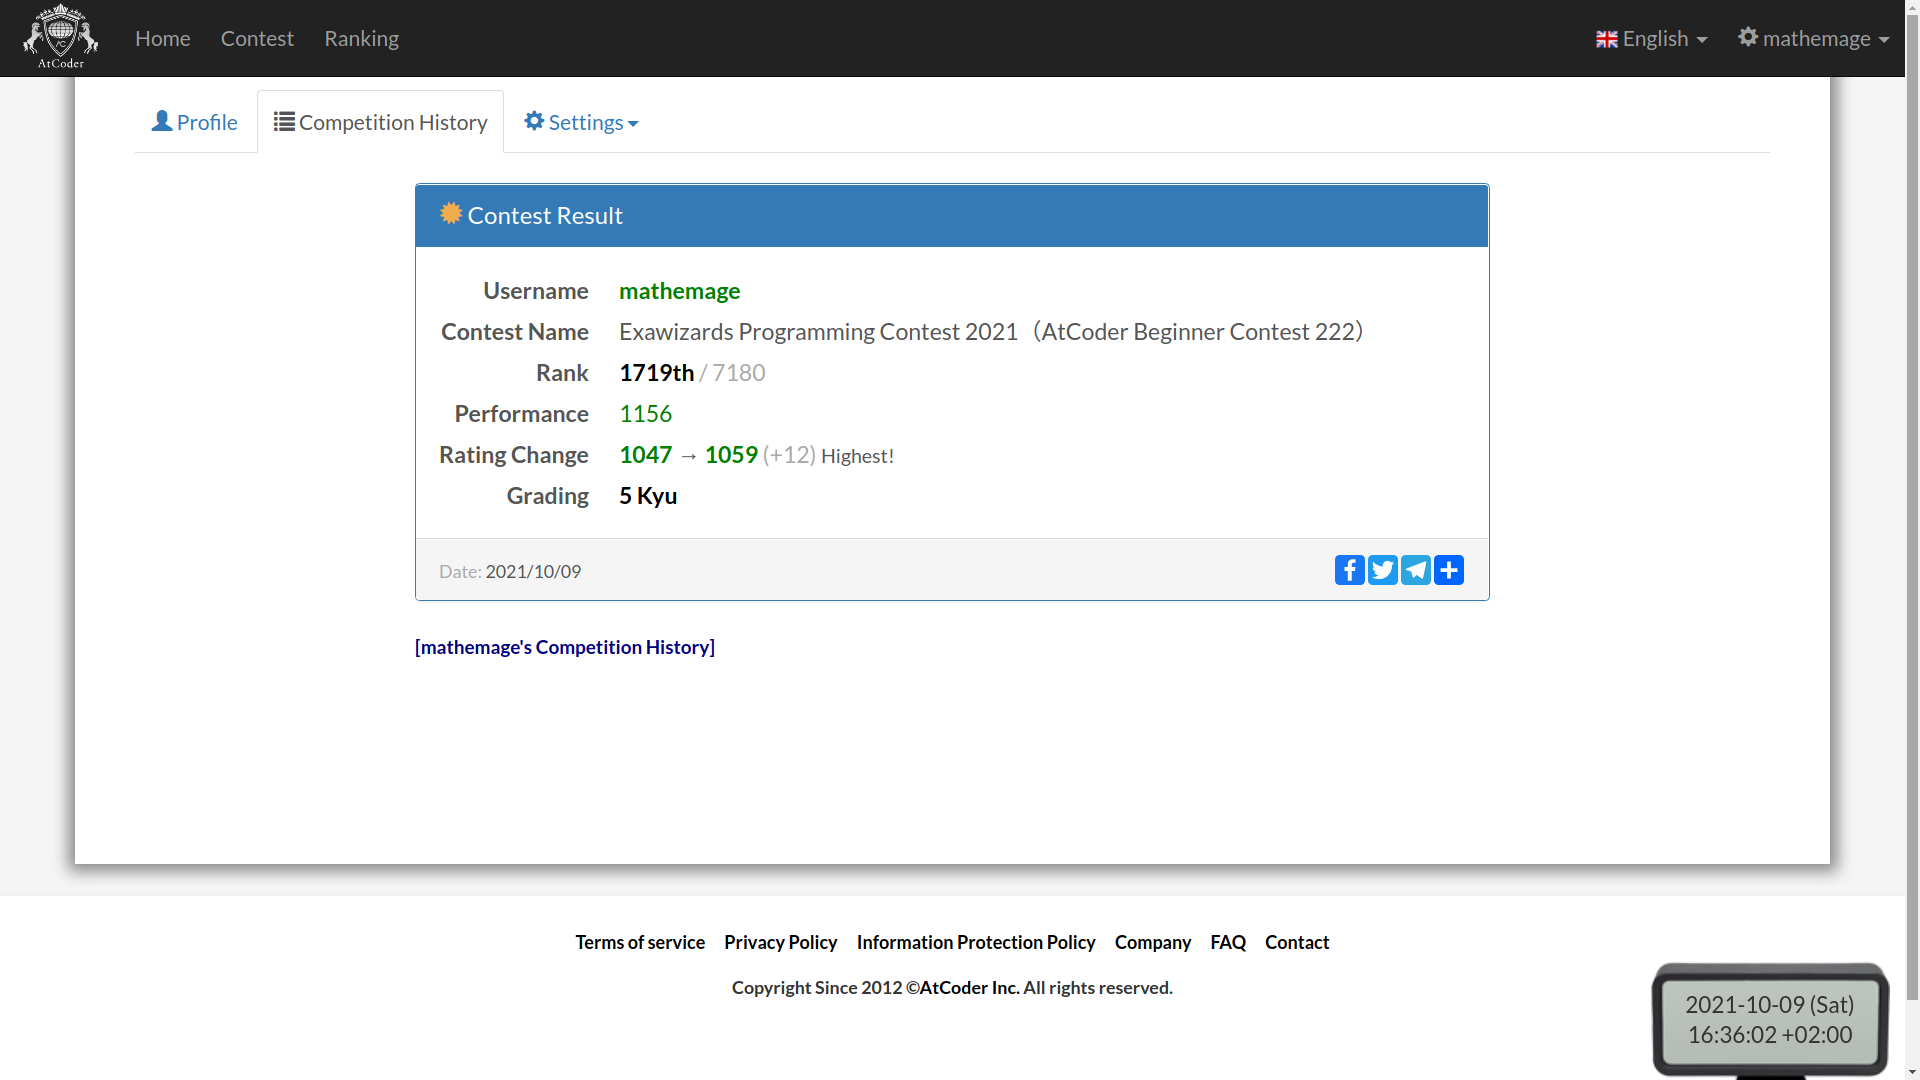 AtCoder
Home Contest Ranking
English mathemage
Profile Competition History Settings
Contest Result
Username mathemage
Contest Name Exawizards Programming Contest 2021（AtCoder Beginner Contest 222）
Rank 1719th / 7180
Performance 1156
Rating Change 1047 → 1059 (+12) Highest!
Grading 5 Kyu
Date: 2021/10/09
[mathemage's Competition History]
Terms of service Privacy Policy Information Protection Policy Company FAQ Contact
Copyright Since 2012 ©AtCoder Inc. All rights reserved.
2021-10-09 (Sat)
16:36:02 +02:00